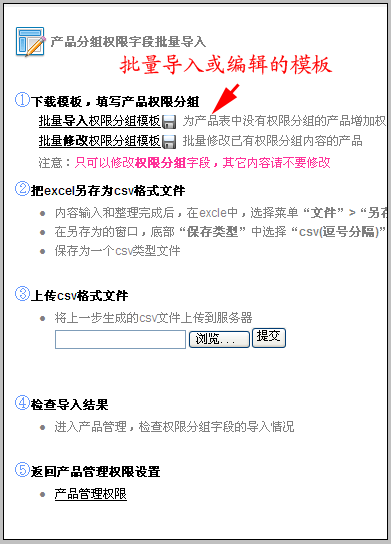 产品分组权限字段批量导入
批量导入或编辑的模板
①下载模板，填写产品权限分组
批量导入权限分组模板 为产品表中没有权限分组的产品增加权
批量修改权限分组模板 批量修改已有权限分组内容的产品
注意：只可以修改权限分组字段，其它内容请不要修改
②把excel另存为csv格式文件
● 内容输入和整理完成后，在excle中，选择菜单“文件”>“另存
● 在另存为的窗口，底部“保存类型”中选择“csv(逗号分隔)”
● 保存为一个csv类型文件
③上传csv格式文件
● 将上一步生成的csv文件上传到服务器
浏览... 提交
④检查导入结果
● 进入产品管理，检查权限分组字段的导入情况
⑤返回产品管理权限设置
● 产品管理权限